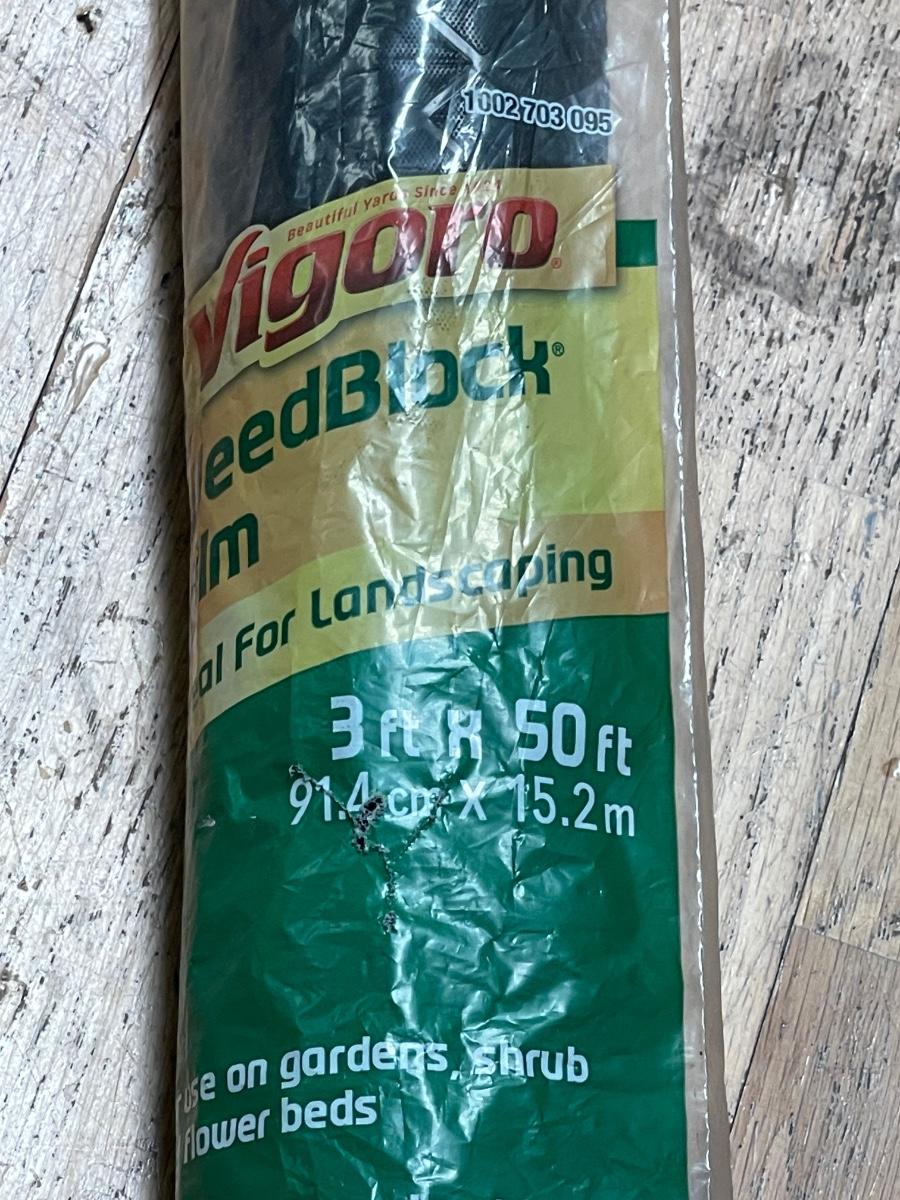 1002 703 095
Beautiful Yards Since
Vigoro®
eedBlock®
lm
al For Landscaping
3 ft x 50 ft
91.4 cm X 15.2 m
use on gardens, shrub
flower beds